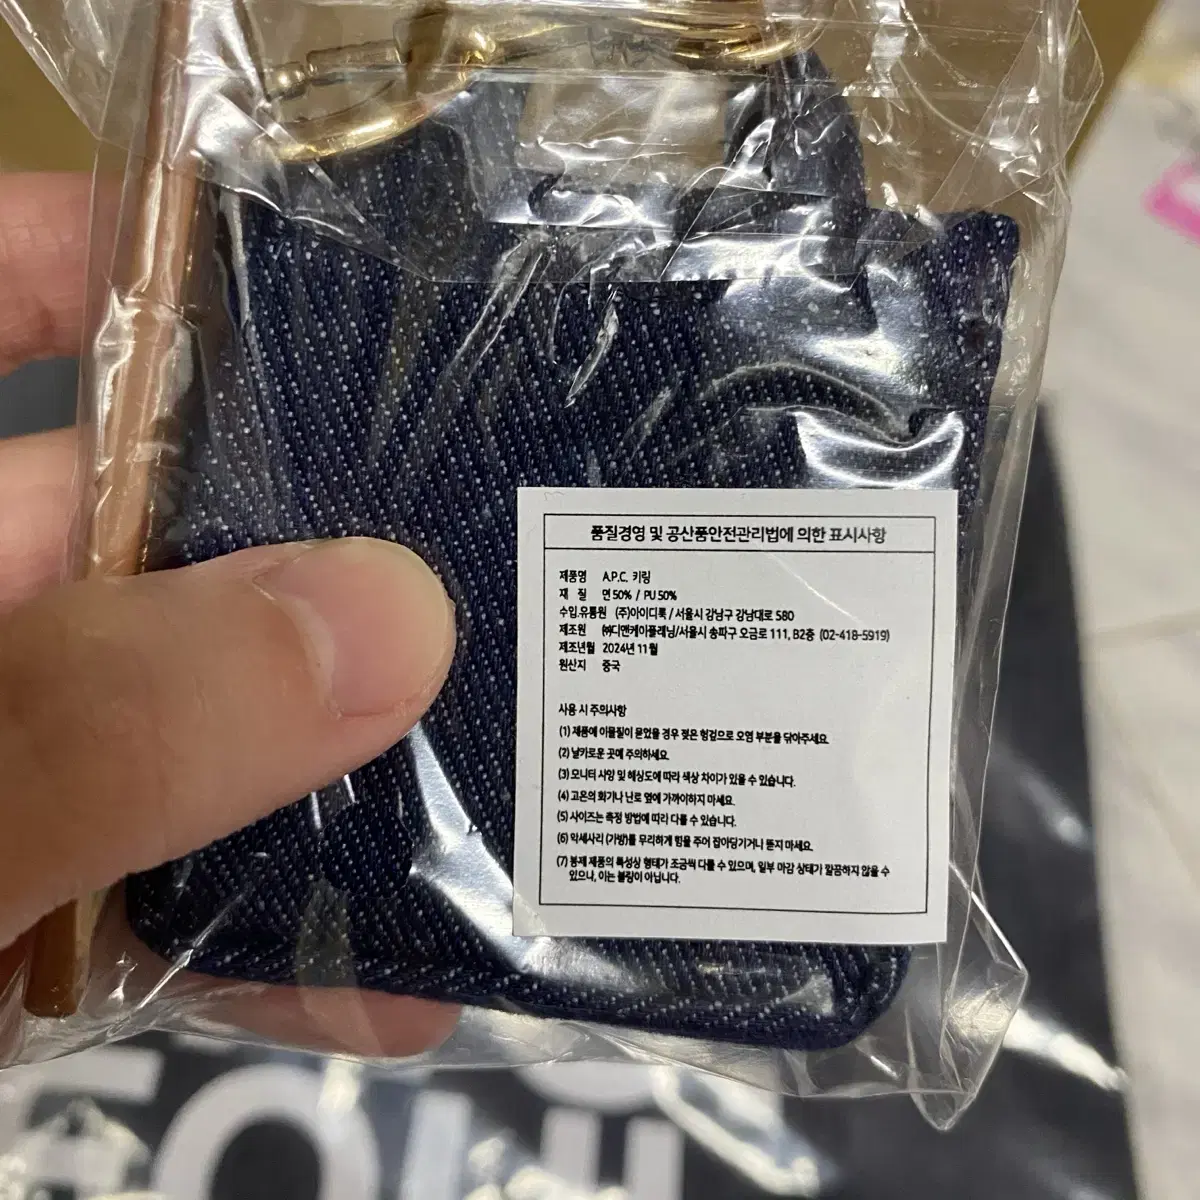 품질경영 및 공산품안전관리법에 의한 표시사항
제품명 A.P.C. 키링
재 질 면 50% / PU 50%
수입.유통원 (주)아이디룩 / 서울시 강남구 강남대로 580
제조원 ㈜디앤케이플래닝/서울시 송파구 오금로 111, B2층 (02-418-5919)
제조년월 2024년 11월
원산지 중국
사용 시 주의사항
(1) 제품에 이물질이 묻었을 경우 젖은 헝겊으로 오염 부분을 닦아주세요.
(2) 날카로운 곳에 주의하세요.
(3) 모니터 사양 및 해상도에 따라 색상 차이가 있을 수 있습니다.
(4) 고온의 화기나 난로 옆에 가까이하지 마세요.
(5) 사이즈는 측정 방법에 따라 다를 수 있습니다.
(6) 악세사리 (가방)를 무리하게 힘을 주어 잡아당기거나 뜯지 마세요.
(7) 봉제 제품의 특성상 형태가 조금씩 다를 수 있으며, 일부 마감 상태가 깔끔하지 않을 수
있으나, 이는 불량이 아닙니다.